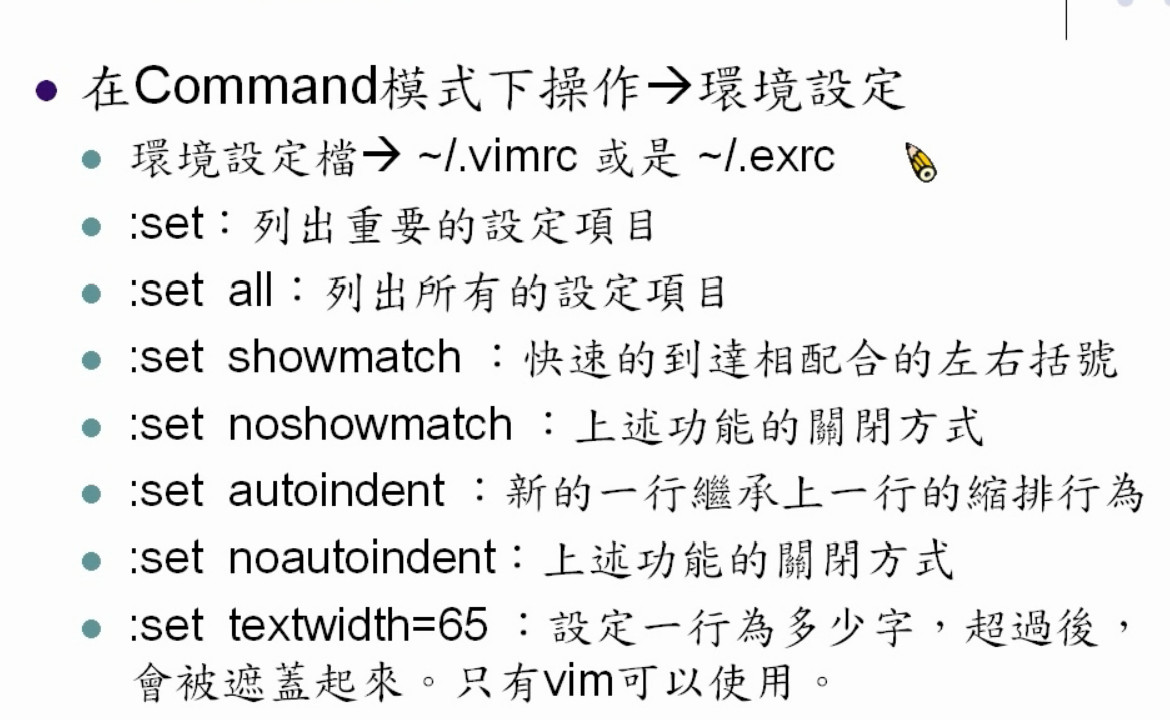 在Command模式下操作→環境設定
環境設定檔→ ~/.vimrc 或是 ~/.exrc
:set：列出重要的設定項目
:set all：列出所有的設定項目
:set showmatch ：快速的到達相配合的左右括號
:set noshowmatch ：上述功能的關閉方式
:set autoindent ：新的一行繼承上一行的縮排行為
:set noautoindent：上述功能的關閉方式
:set textwidth=65 ：設定一行為多少字，超過後，
會被遮蓋起來。只有vim可以使用。